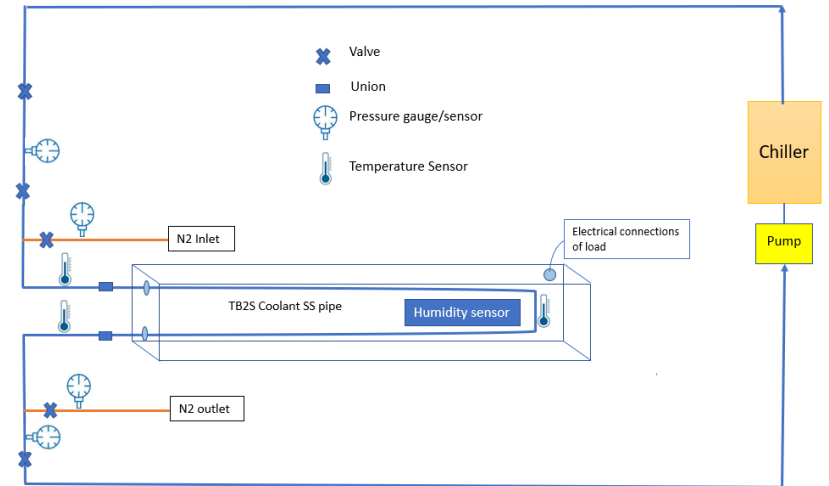 Valve
Union
Pressure gauge/sensor
Temperature Sensor
Chiller
Pump
N2 Inlet
Electrical connections
of load
TB2S Coolant SS pipe
Humidity sensor
N2 outlet